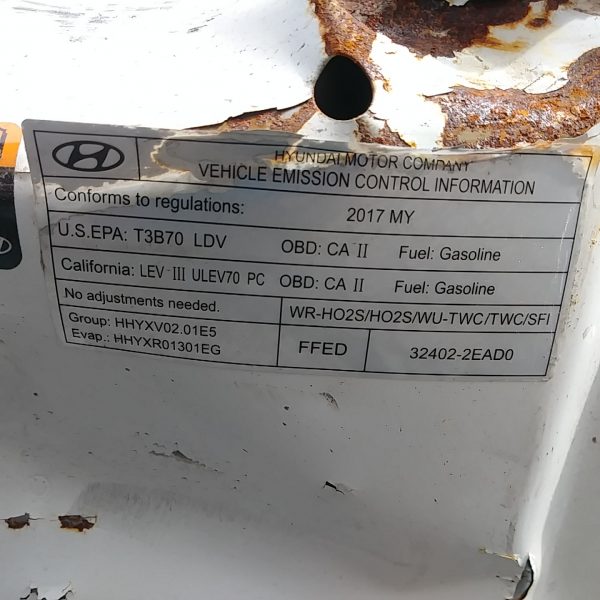 HYUNDAI MOTOR COMPANY
VEHICLE EMISSION CONTROL INFORMATION
Conforms to regulations: 2017 MY
U.S.EPA: T3B70 LDV OBD: CA II Fuel: Gasoline
California: LEV-III ULEV70 PC OBD: CA II Fuel: Gasoline
No adjustments needed. WR-HO2S/HO2S/WU-TWC/TWC/SFI
Group: HHYXV02.01E5
Evap.: HHYXR01301EG FFED 32402-2EAD0